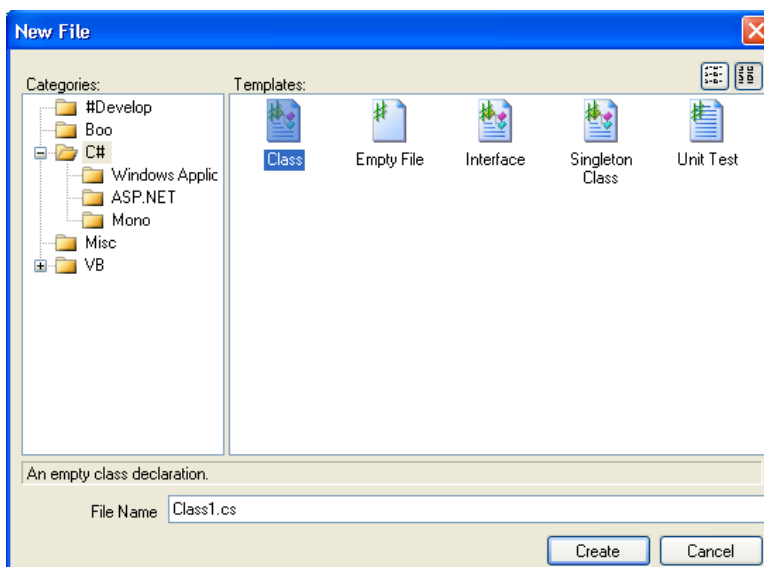 New File
Categories:
Templates:
#Develop
Boo
C#
Windows Applic
ASP.NET
Mono
Misc
VB
Class
Empty File
Interface
Singleton
Class
Unit Test
An empty class declaration.
File Name
Class1.cs
Create
Cancel